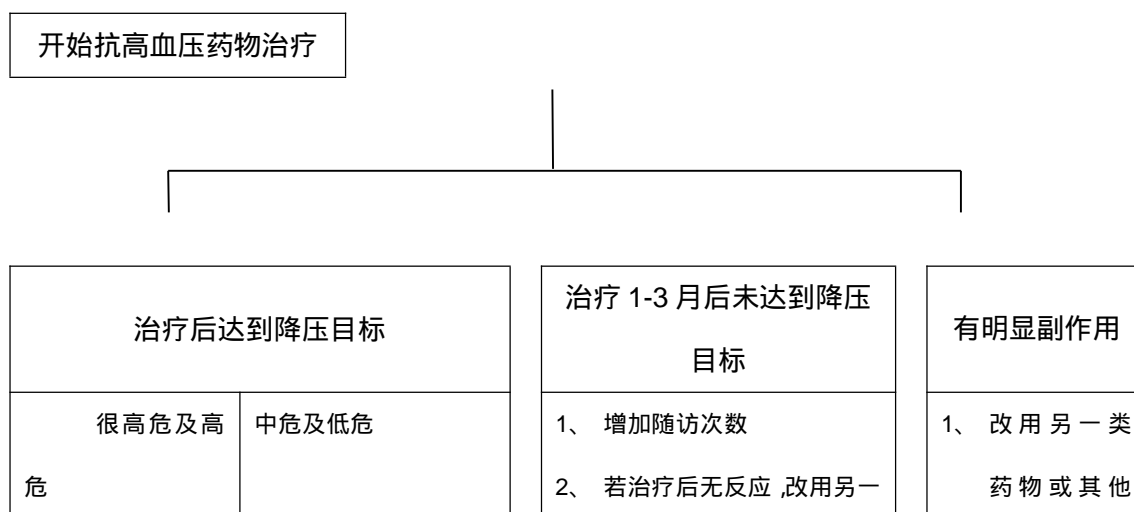 开始抗高血压药物治疗
治疗后达到降压目标
很高危及高
危
中危及低危
治疗 1-3 月后未达到降压
目标
1、 增加随访次数
2、 若治疗后无反应 ,改用另一
有明显副作用
1、 改用另一类
药物或其他